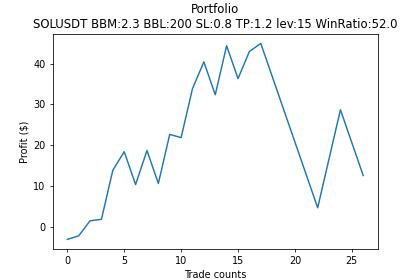 Portfolio
SOLUSDT BBM:2.3 BBL:200 SL:0.8 TP:1.2 lev:15 WinRatio:52.0
Profit ($)
40
30
20
10
0
0 5 10 15 20 25
Trade counts